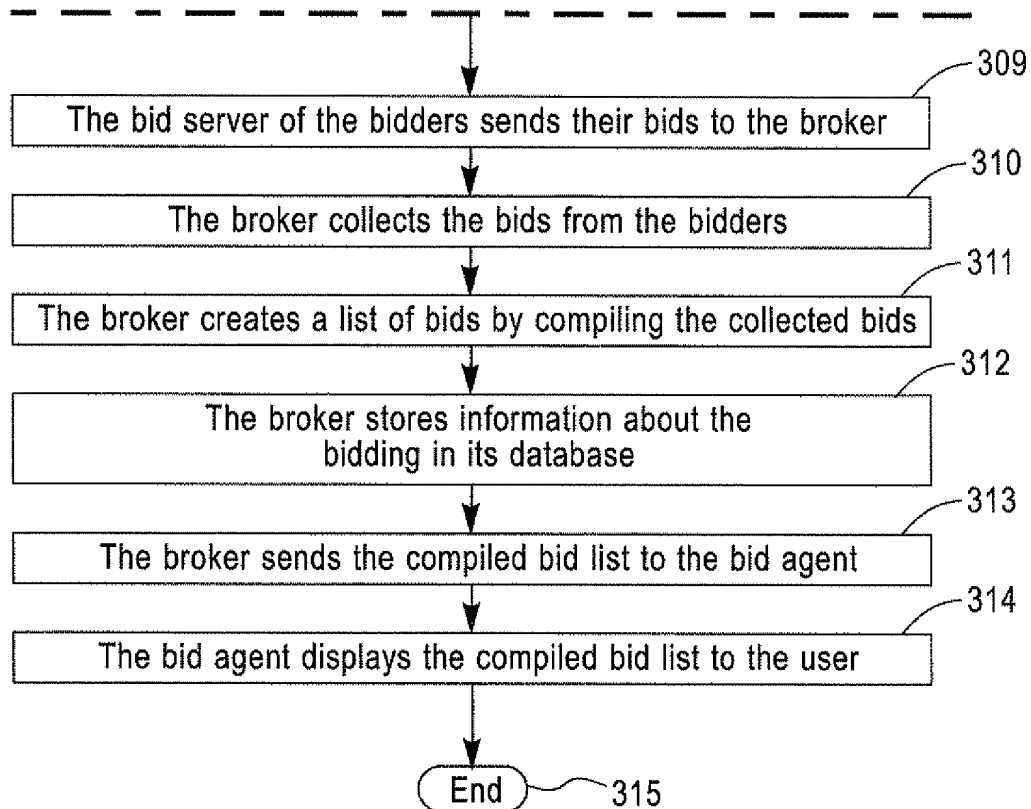 309
The bid server of the bidders sends their bids to the broker
310
The broker collects the bids from the bidders
311
The broker creates a list of bids by compiling the collected bids
312
The broker stores information about the
bidding in its database
313
The broker sends the compiled bid list to the bid agent
314
The bid agent displays the compiled bid list to the user
End
315